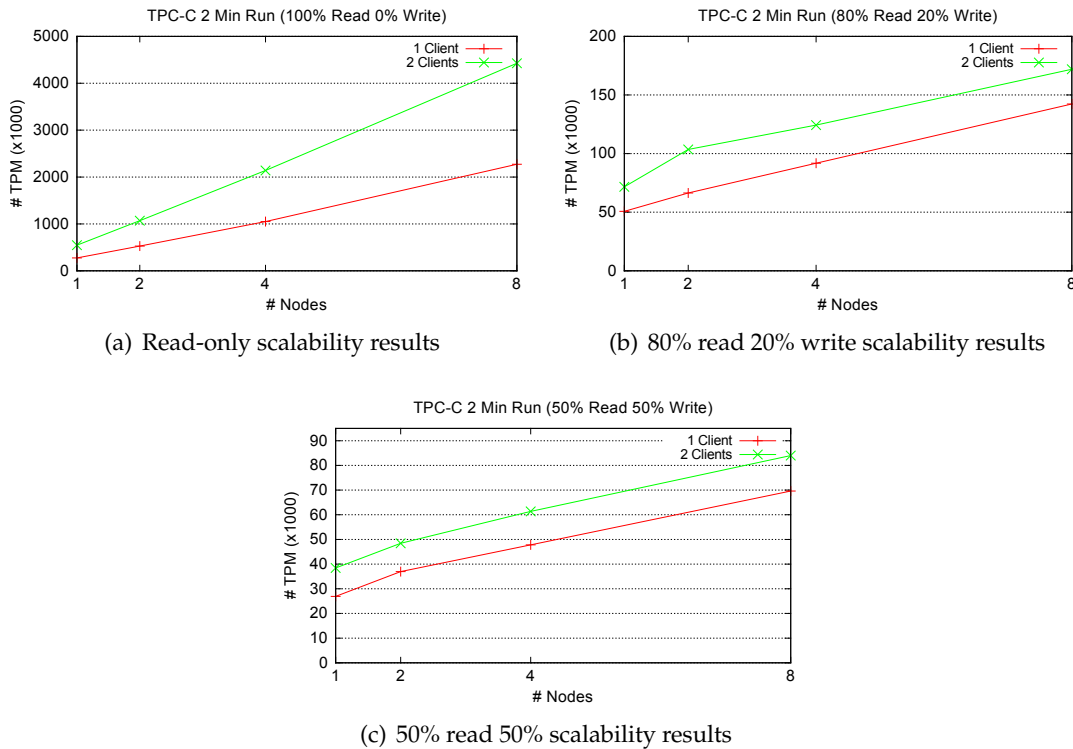 TPC-C 2 Min Run (100% Read 0% Write)
5000
4000
3000
2000
1000
0
# TPM (x1000)
1 Client
2 Clients
1 2 4 8
# Nodes
(a) Read-only scalability results
TPC-C 2 Min Run (80% Read 20% Write)
200
150
100
50
0
# TPM (x1000)
1 Client
2 Clients
1 2 4 8
# Nodes
(b) 80% read 20% write scalability results
TPC-C 2 Min Run (50% Read 50% Write)
90
80
70
60
50
40
30
20
10
0
# TPM (x1000)
1 Client
2 Clients
1 2 4 8
# Nodes
(c) 50% read 50% scalability results